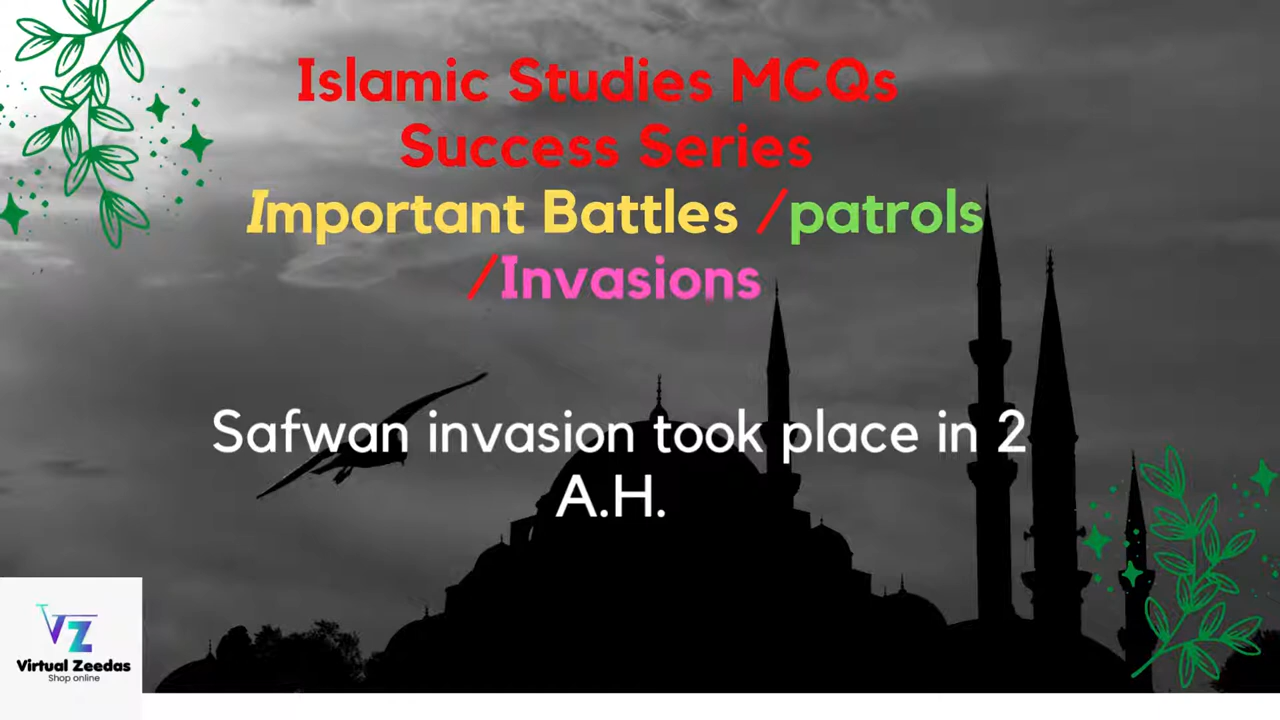 Islamic Studies MCQs
Success Series
Important Battles /patrols
/Invasions
Safwan invasion took place in 2
A.H.
VZ
Virtual Zeedas
Shop online